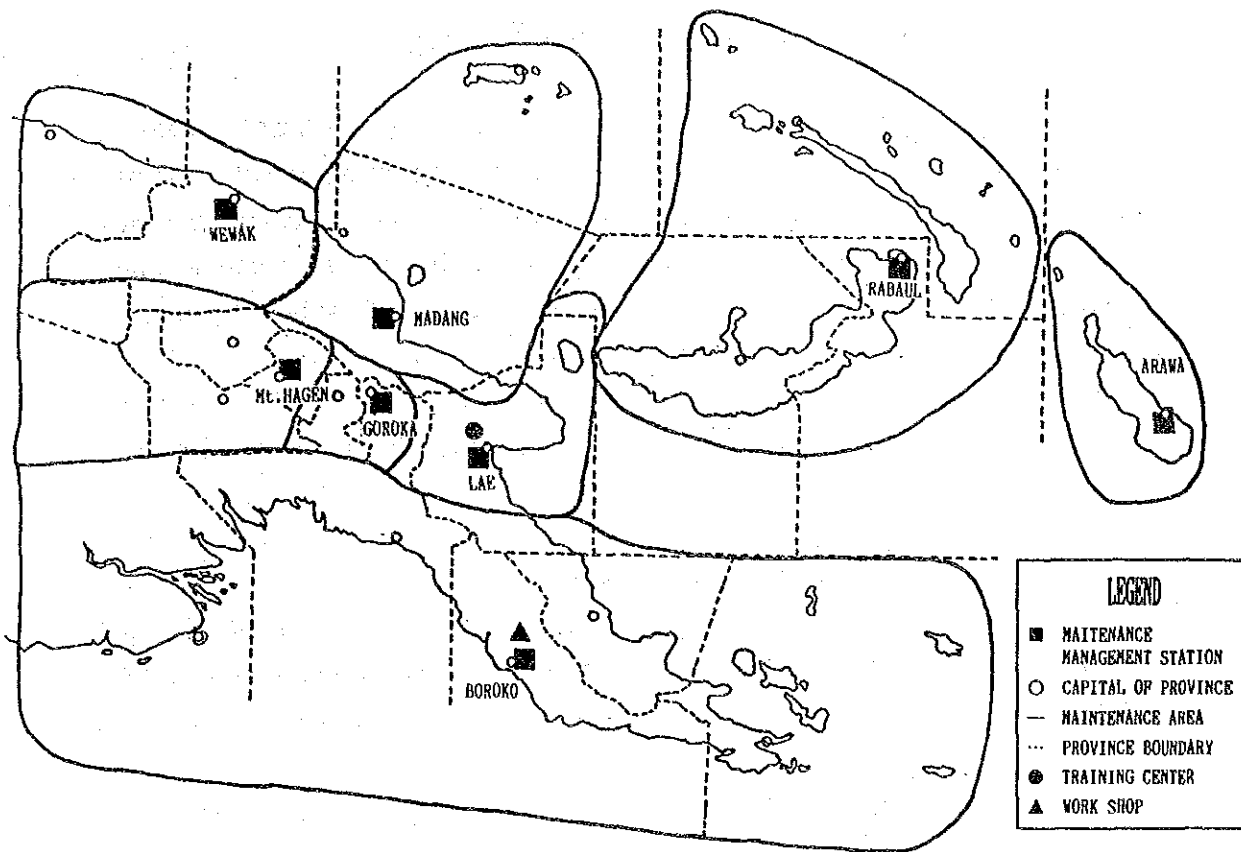 WEWAK
MADANG
RABAUL
ARAWA
Mt.HAGEN
GOROKA
LAE
BOROKO
LEGEND
MAITENANCE
MANAGEMENT STATION
CAPITAL OF PROVINCE
MAINTENANCE AREA
PROVINCE BOUNDARY
TRAINING CENTER
WORK SHOP